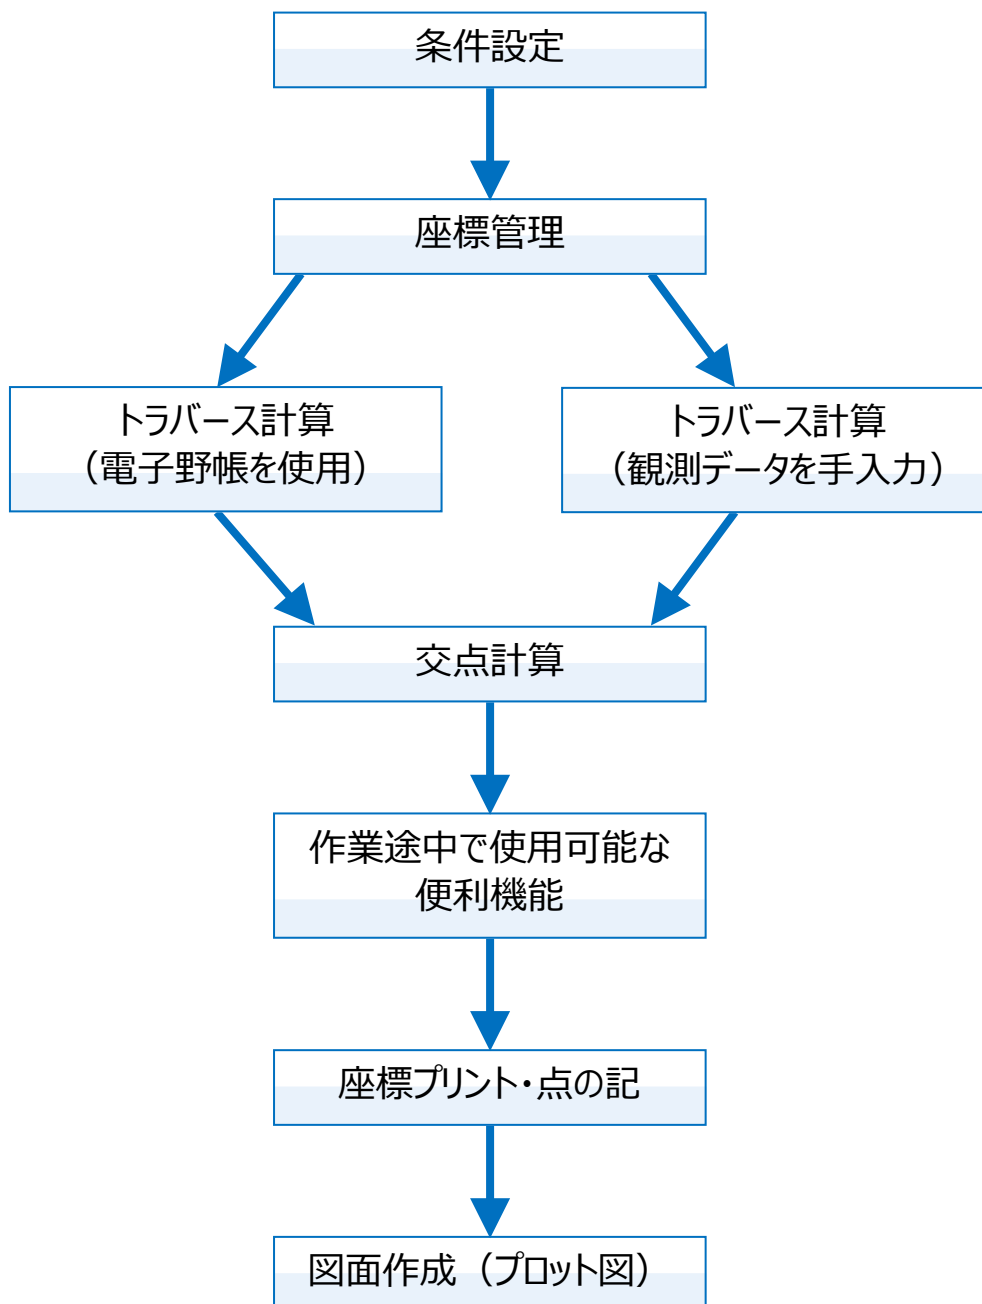 条件設定
座標管理
トラバース計算
（電子野帳を使用）
トラバース計算
（観測データを手入力）
交点計算
作業途中で使用可能な
便利機能
座標プリント・点の記
図面作成（プロット図）